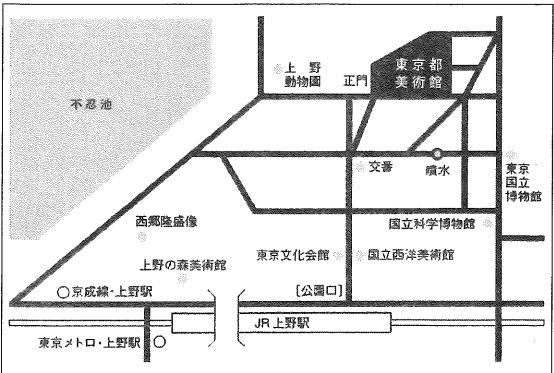 上野
動物園
正門
東京都
美術館
不忍池
交番
噴水
東京
国立
博物館
西郷隆盛像
国立科学博物館
上野の森美術館
東京文化会館
国立西洋美術館
京成線・上野駅
[公園口]
JR上野駅
東京メトロ・上野駅